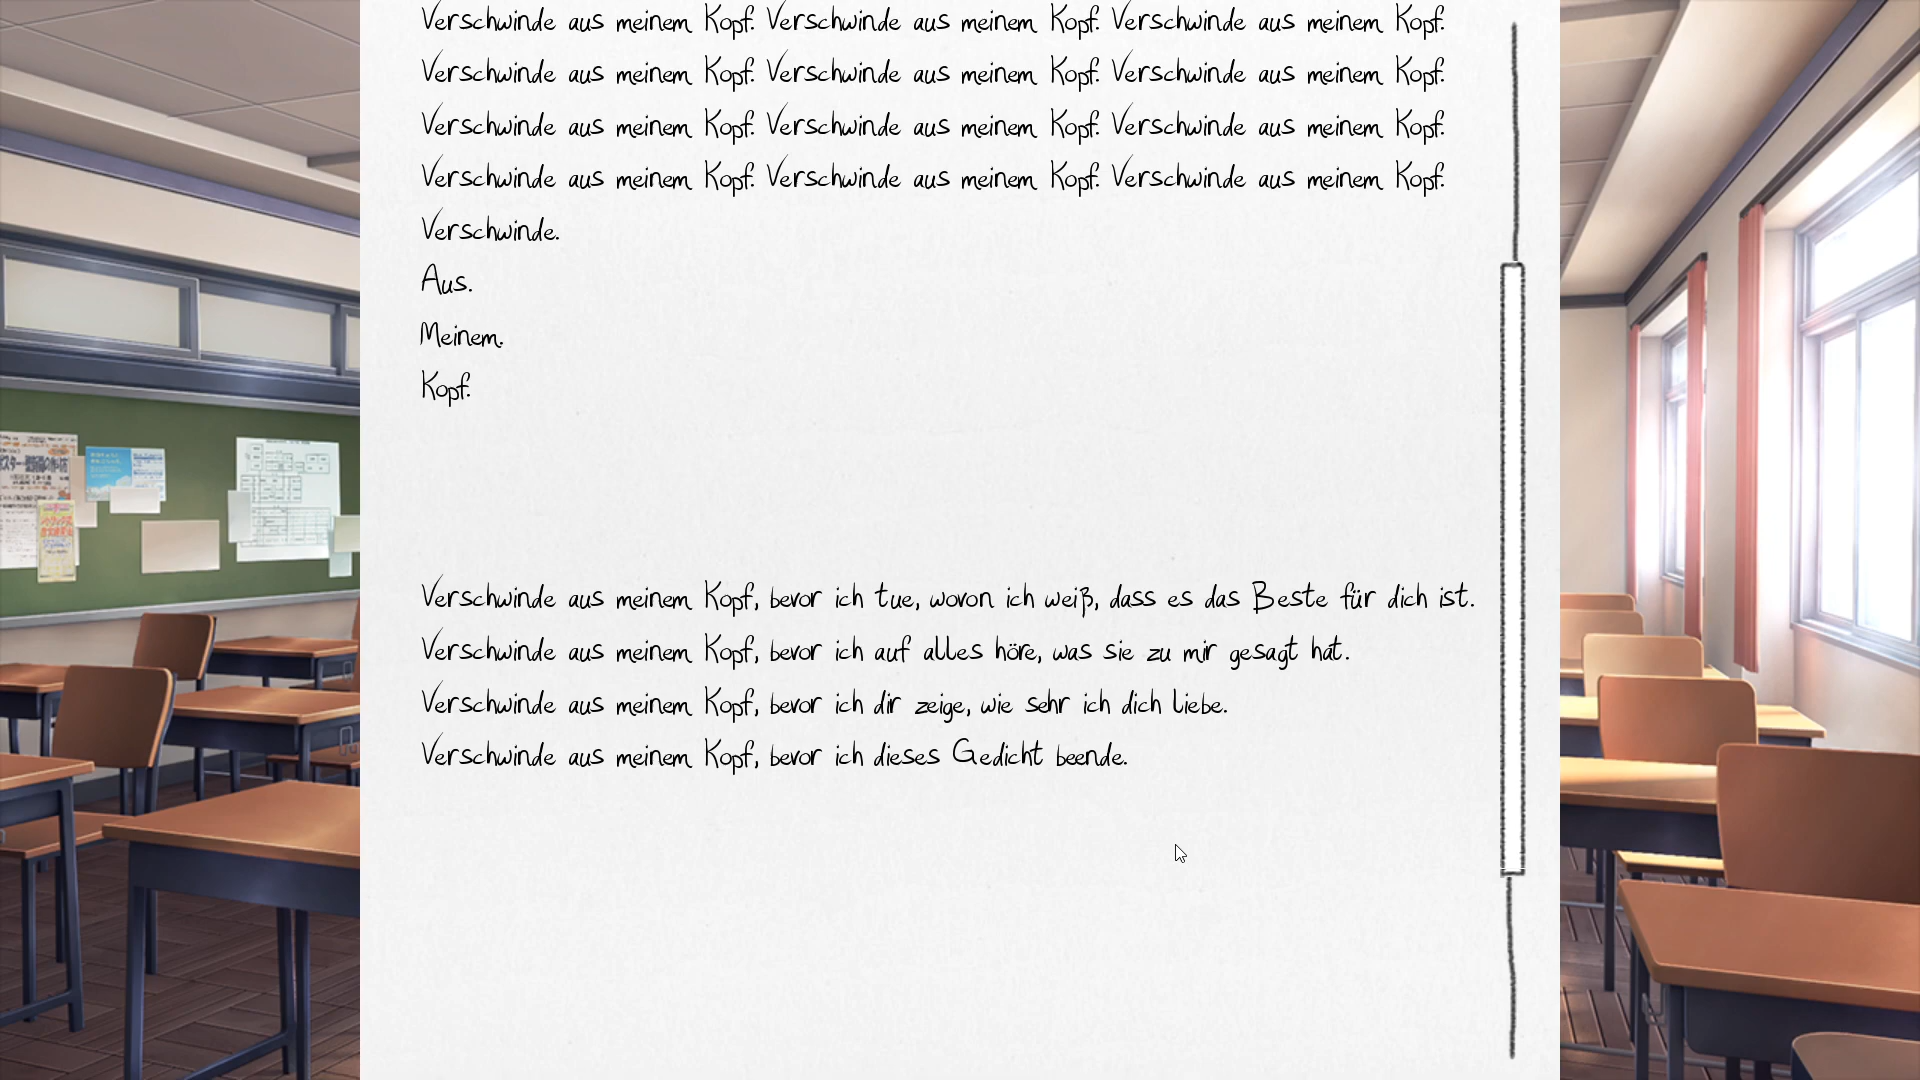 Verschwinde aus meinem Kopf. Verschwinde aus meinem Kopf. Verschwinde aus meinem Kopf.
Verschwinde aus meinem Kopf. Verschwinde aus meinem Kopf. Verschwinde aus meinem Kopf.
Verschwinde aus meinem Kopf. Verschwinde aus meinem Kopf. Verschwinde aus meinem Kopf.
Verschwinde aus meinem Kopf. Verschwinde aus meinem Kopf. Verschwinde aus meinem Kopf.
Verschwinde.
Aus.
Meinem.
Kopf.
Verschwinde aus meinem Kopf, bevor ich tue, wovon ich weiß, dass es das Beste für dich ist.
Verschwinde aus meinem Kopf, bevor ich auf alles höre, was sie zu mir gesagt hat.
Verschwinde aus meinem Kopf, bevor ich dir zeige, wie sehr ich dich liebe.
Verschwinde aus meinem Kopf, bevor ich dieses Gedicht beende.